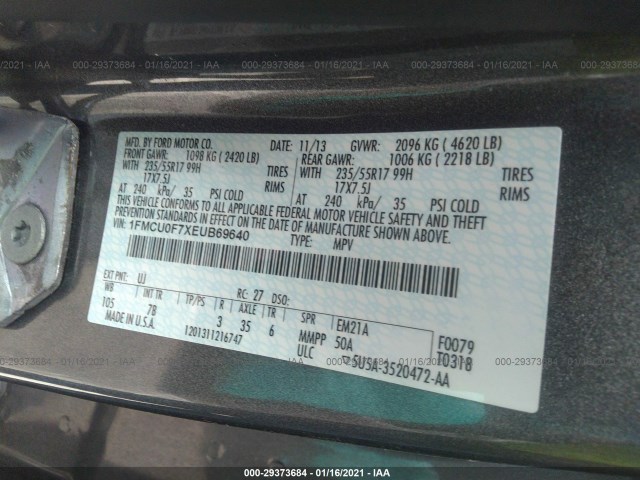 000-29373684 - 01/16/2021 - IAA
MFD. BY FORD MOTOR CO. DATE: 11/13 GVWR: 2096 KG ( 4620 LB)
FRONT GAWR: 1098 KG ( 2420 LB) REAR GAWR: 1006 KG ( 2218 LB)
WITH 235/55R17 99H TIRES WITH 235/55R17 99H TIRES
17X7.5J RIMS 17X7.5J RIMS
AT 240 kPa/ 35 PSI COLD AT 240 kPa/ 35 PSI COLD
THIS VEHICLE CONFORMS TO ALL APPLICABLE FEDERAL MOTOR VEHICLE SAFETY AND THEFT
PREVENTION STANDARDS IN EFFECT ON THE DATE OF MANUFACTURE SHOWN ABOVE.
VIN: 1FMCU0F7XEUB69640 TYPE: MPV
EXT PNT: UJ RC: 27 DSO:
WB INT TR TP/PS R AXLE TR SPR EM21A F0079
105 7B 3 35 6 MMPP 50A T0318
MADE IN U.S.A. 1201311216747 ULC 5U5A-3520472-AA
000-29373684 - 01/16/2021 - IAA